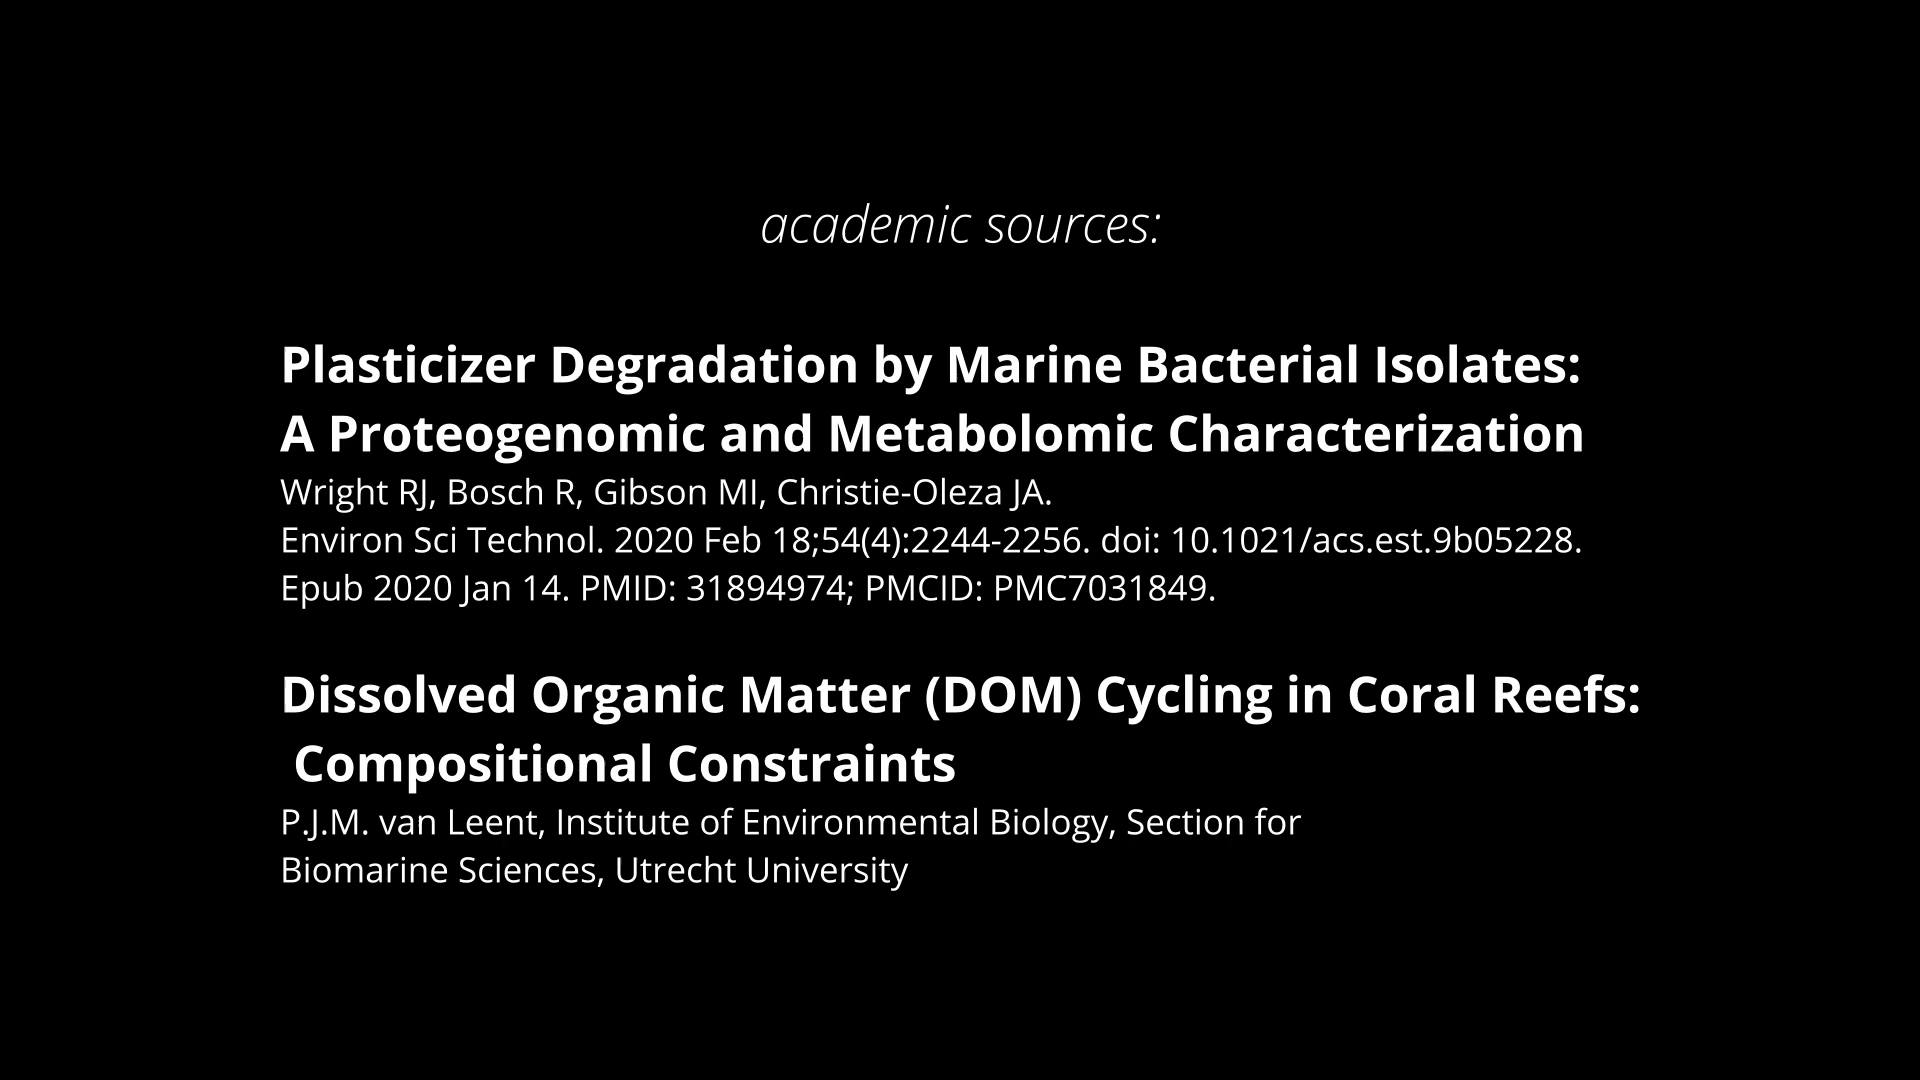 academic sources:
Plasticizer Degradation by Marine Bacterial Isolates:
A Proteogenomic and Metabolomic Characterization
Wright RJ, Bosch R, Gibson MI, Christie-Oleza JA.
Environ Sci Technol. 2020 Feb 18;54(4):2244-2256. doi: 10.1021/acs.est.9b05228.
Epub 2020 Jan 14. PMID: 31894974; PMCID: PMC7031849.
Dissolved Organic Matter (DOM) Cycling in Coral Reefs:
Compositional Constraints
P.J.M. van Leent, Institute of Environmental Biology, Section for
Biomarine Sciences, Utrecht University